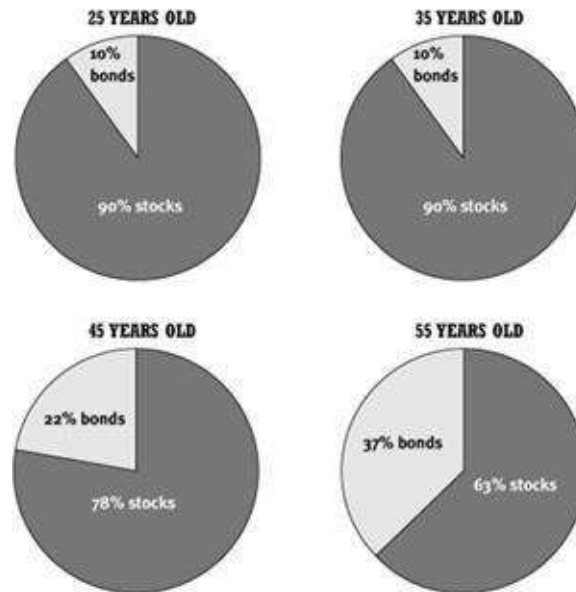 25 YEARS OLD
10%
bonds
90% stocks
35 YEARS OLD
10%
bonds
90% stocks
45 YEARS OLD
22% bonds
78% stocks
55 YEARS OLD
37% bonds
63% stocks